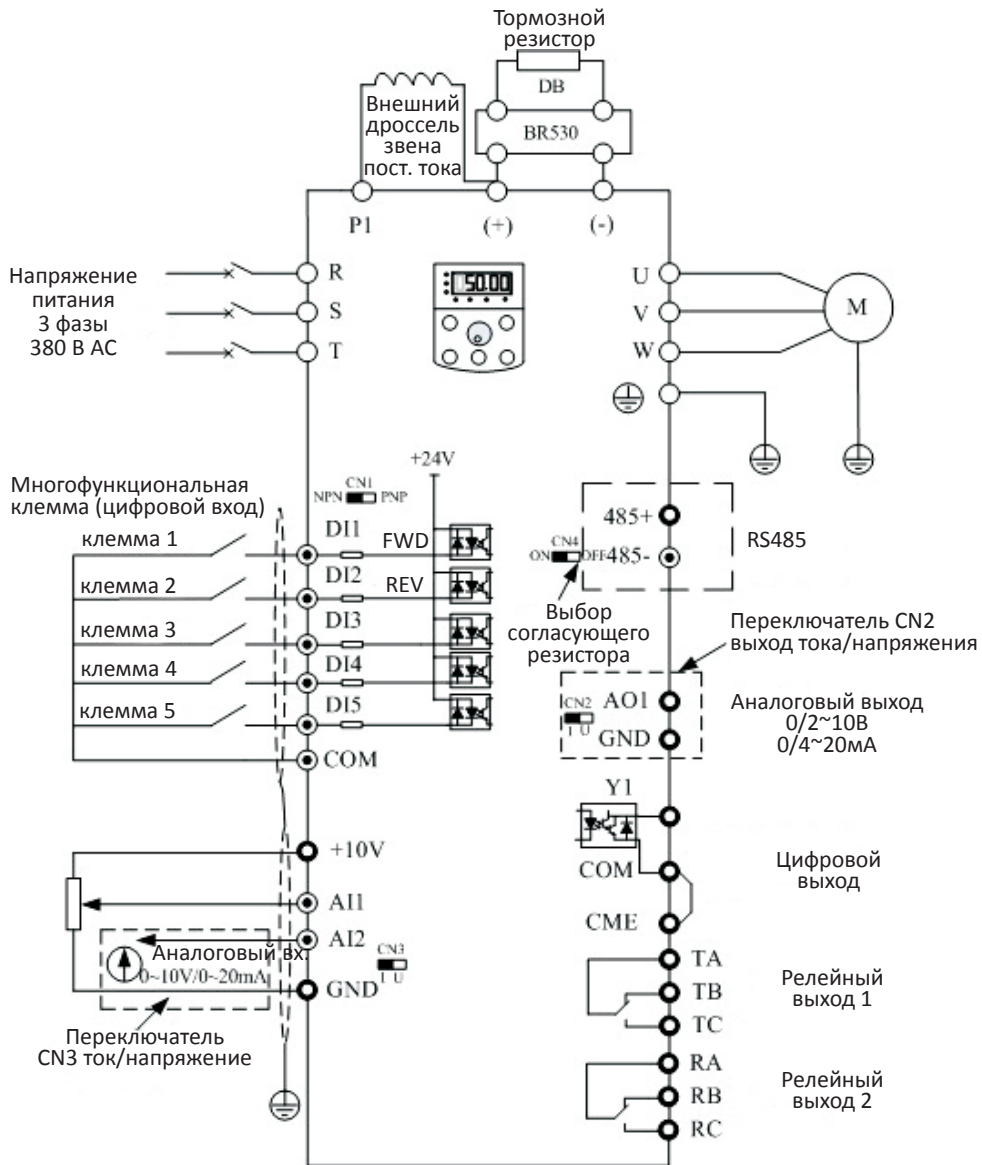 Тормозной
резистор
DB
BR530
Внешний
дроссель
звена
пост. тока
P1
(+)
(-)
Напряжение
питания
3 фазы
380 В AC
R
S
T
50.00
U
V
W
M
+24V
Многофункциональная
клемма (цифровой вход)
CN1
NPN PNP
клемма 1
DI1
FWD
клемма 2
DI2
REV
клемма 3
DI3
клемма 4
DI4
клемма 5
DI5
COM
485+
CN4
ON OFF
485-
RS485
Выбор
согласующего
резистора
Переключатель CN2
выход тока/напряжения
CN2
I U
AO1
GND
Аналоговый выход
0/2~10В
0/4~20мА
Y1
COM
CME
Цифровой
выход
+10V
AI1
AI2
Аналоговый вх.
0~10V/0~20mA
CN3
I U
GND
Переключатель
CN3 ток/напряжение
TA
TB
TC
Релейный
выход 1
RA
RB
RC
Релейный
выход 2